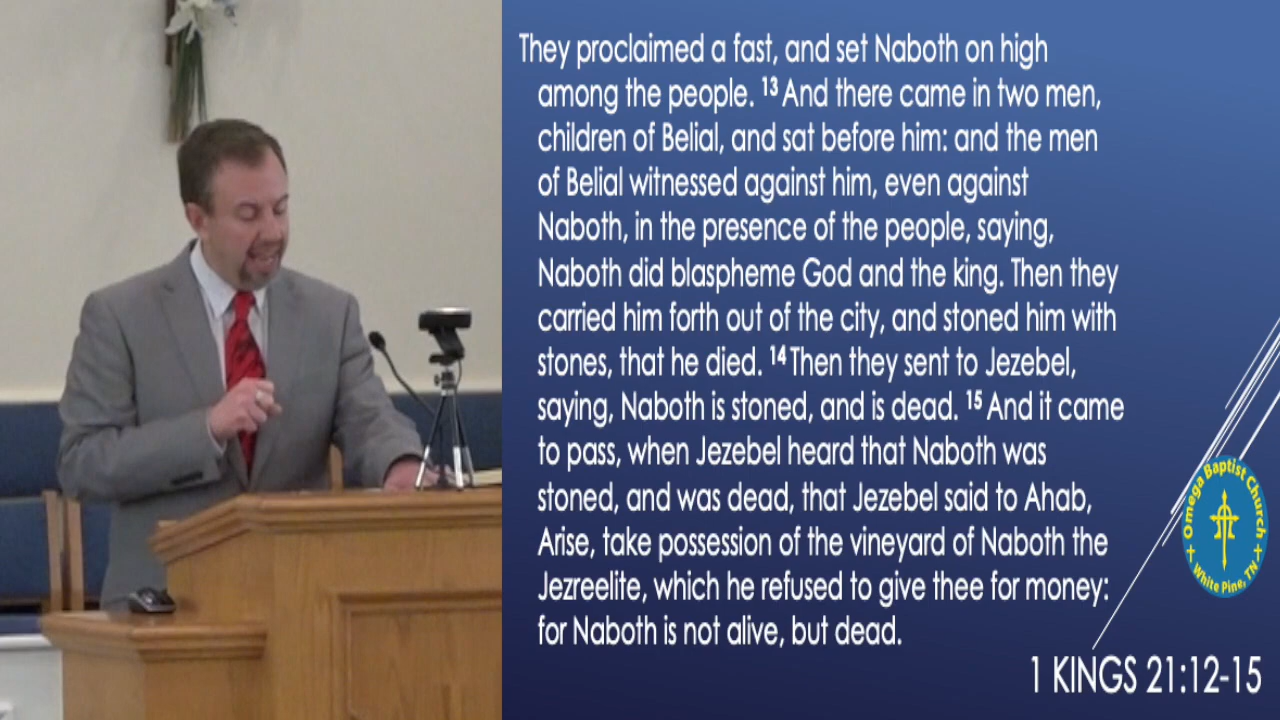 They proclaimed a fast, and set Naboth on high
among the people. 13 And there came in two men,
children of Belial, and sat before him: and the men
of Belial witnessed against him, even against
Naboth, in the presence of the people, saying,
Naboth did blaspheme God and the king. Then they
carried him forth out of the city, and stoned him with
stones, that he died. 14 Then they sent to Jezebel,
saying, Naboth is stoned, and is dead. 15 And it came
to pass, when Jezebel heard that Naboth was
stoned, and was dead, that Jezebel said to Ahab,
Arise, take possession of the vineyard of Naboth the
Jezreelite, which he refused to give thee for money:
for Naboth is not alive, but dead.
Omega Baptist Church
White Pine, TN
1 KINGS 21:12-15